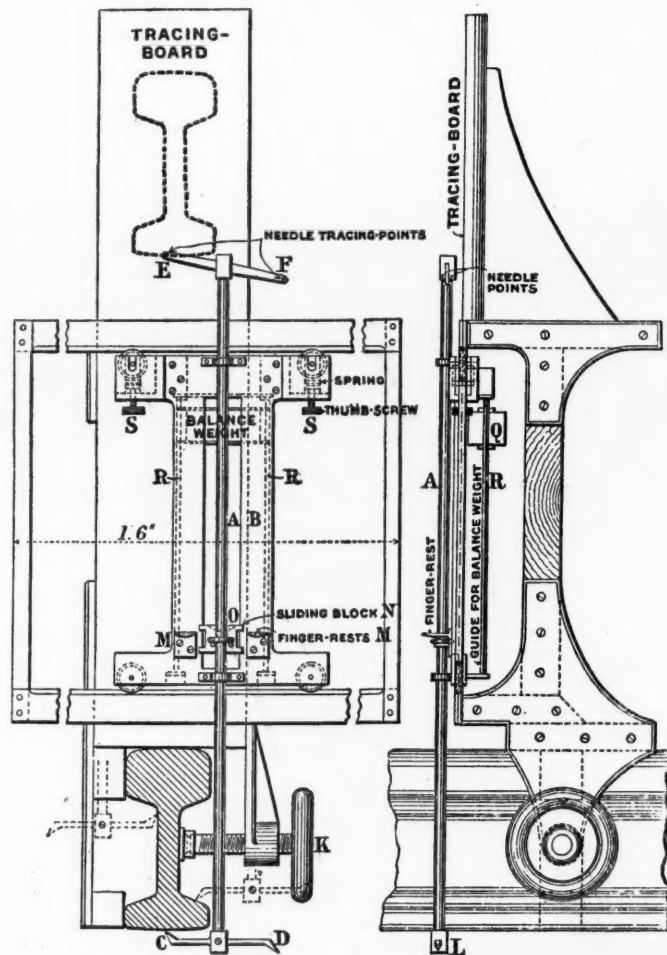 TRACING-
BOARD
NEEDLE TRACING-POINTS
E
F
SPRING
S
S
THUMB-SCREW
BALANCE
WEIGHT
R
R
A
B
1.6"
O
SLIDING BLOCK N
M
FINGER-RESTS M
K
C
D
TRACING-BOARD
NEEDLE
POINTS
Q
A
R
GUIDE FOR BALANCE WEIGHT
FINGER-REST
L